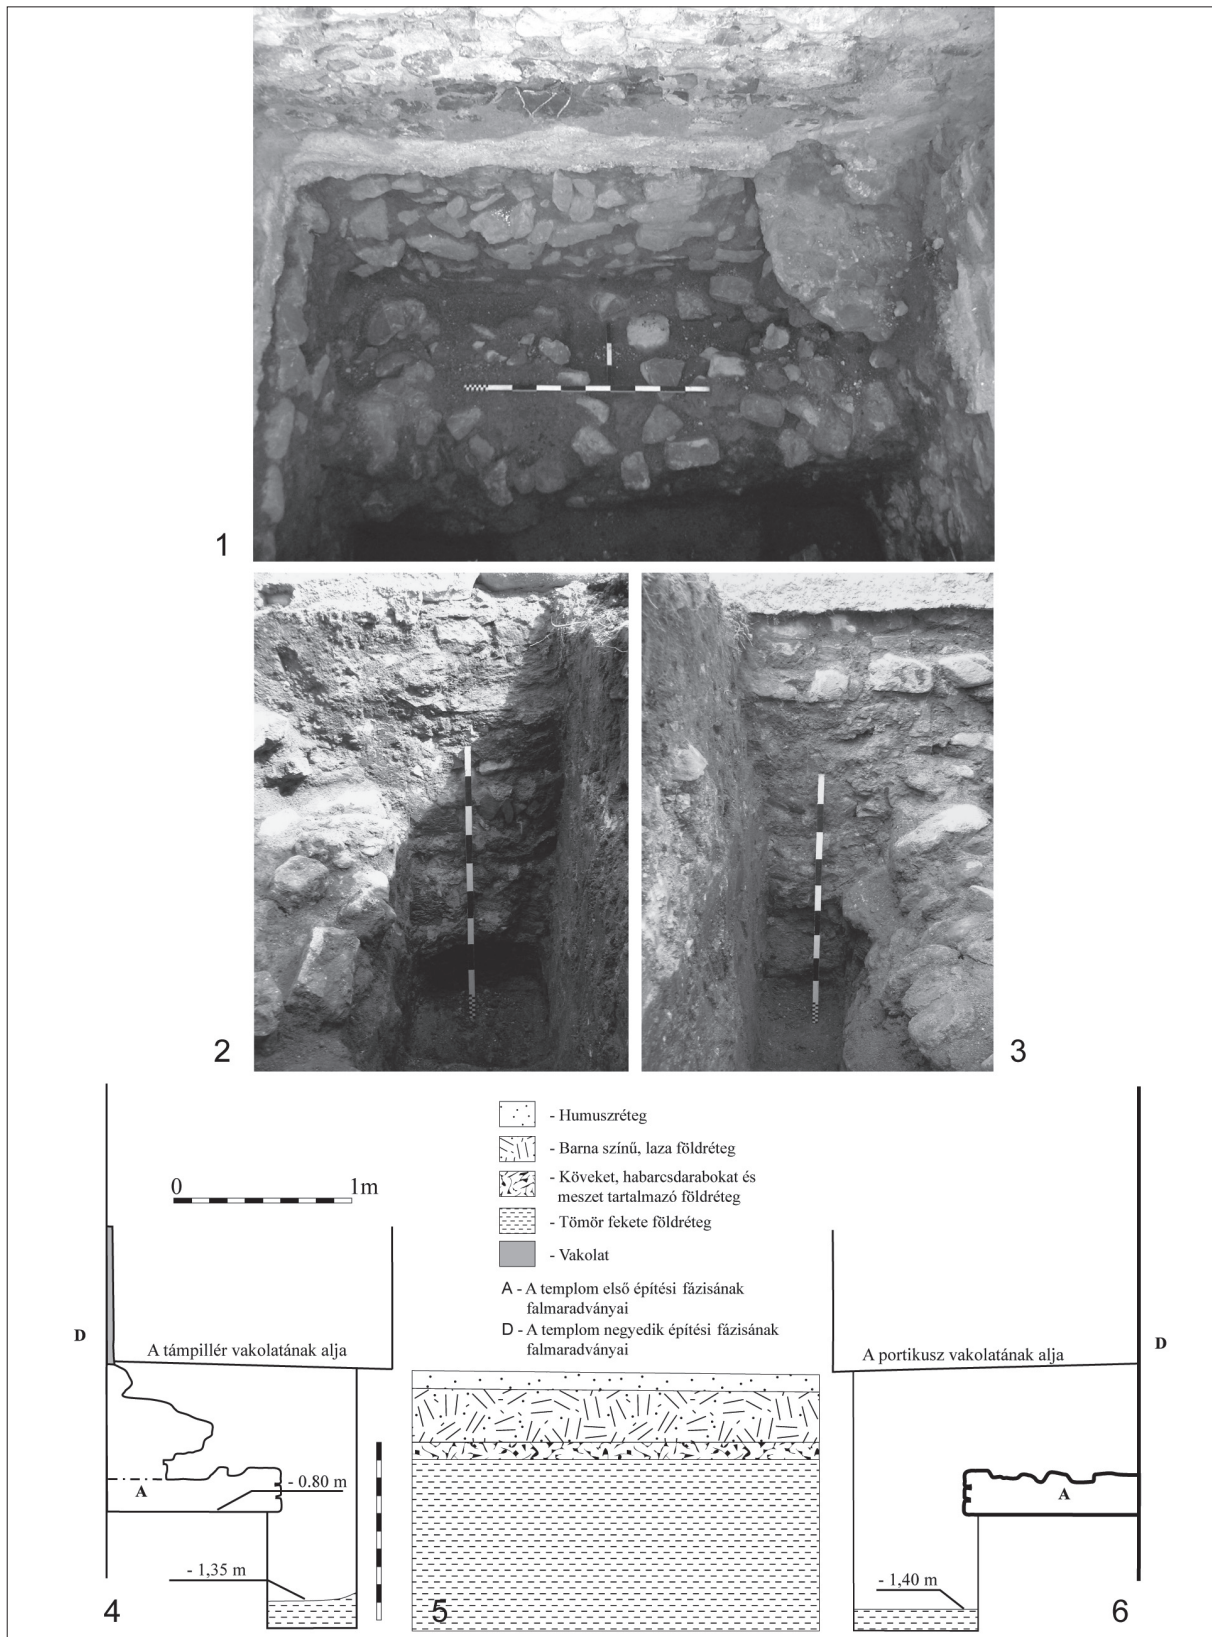 1
2
3
- Humuszréteg
- Barna színű, laza földréteg
- Köveket, habarcsdarabokat és
meszet tartalmazó földréteg
- Tömör fekete földréteg
- Vakolat
A - A templom első építési fázisának
falmaradványai
D - A templom negyedik építési fázisának
falmaradványai
0 1m
D
A támpillér vakolatának alja
A
- 0.80 m
- 1,35 m
4
5
D
A portikusz vakolatának alja
A
- 1,40 m
6